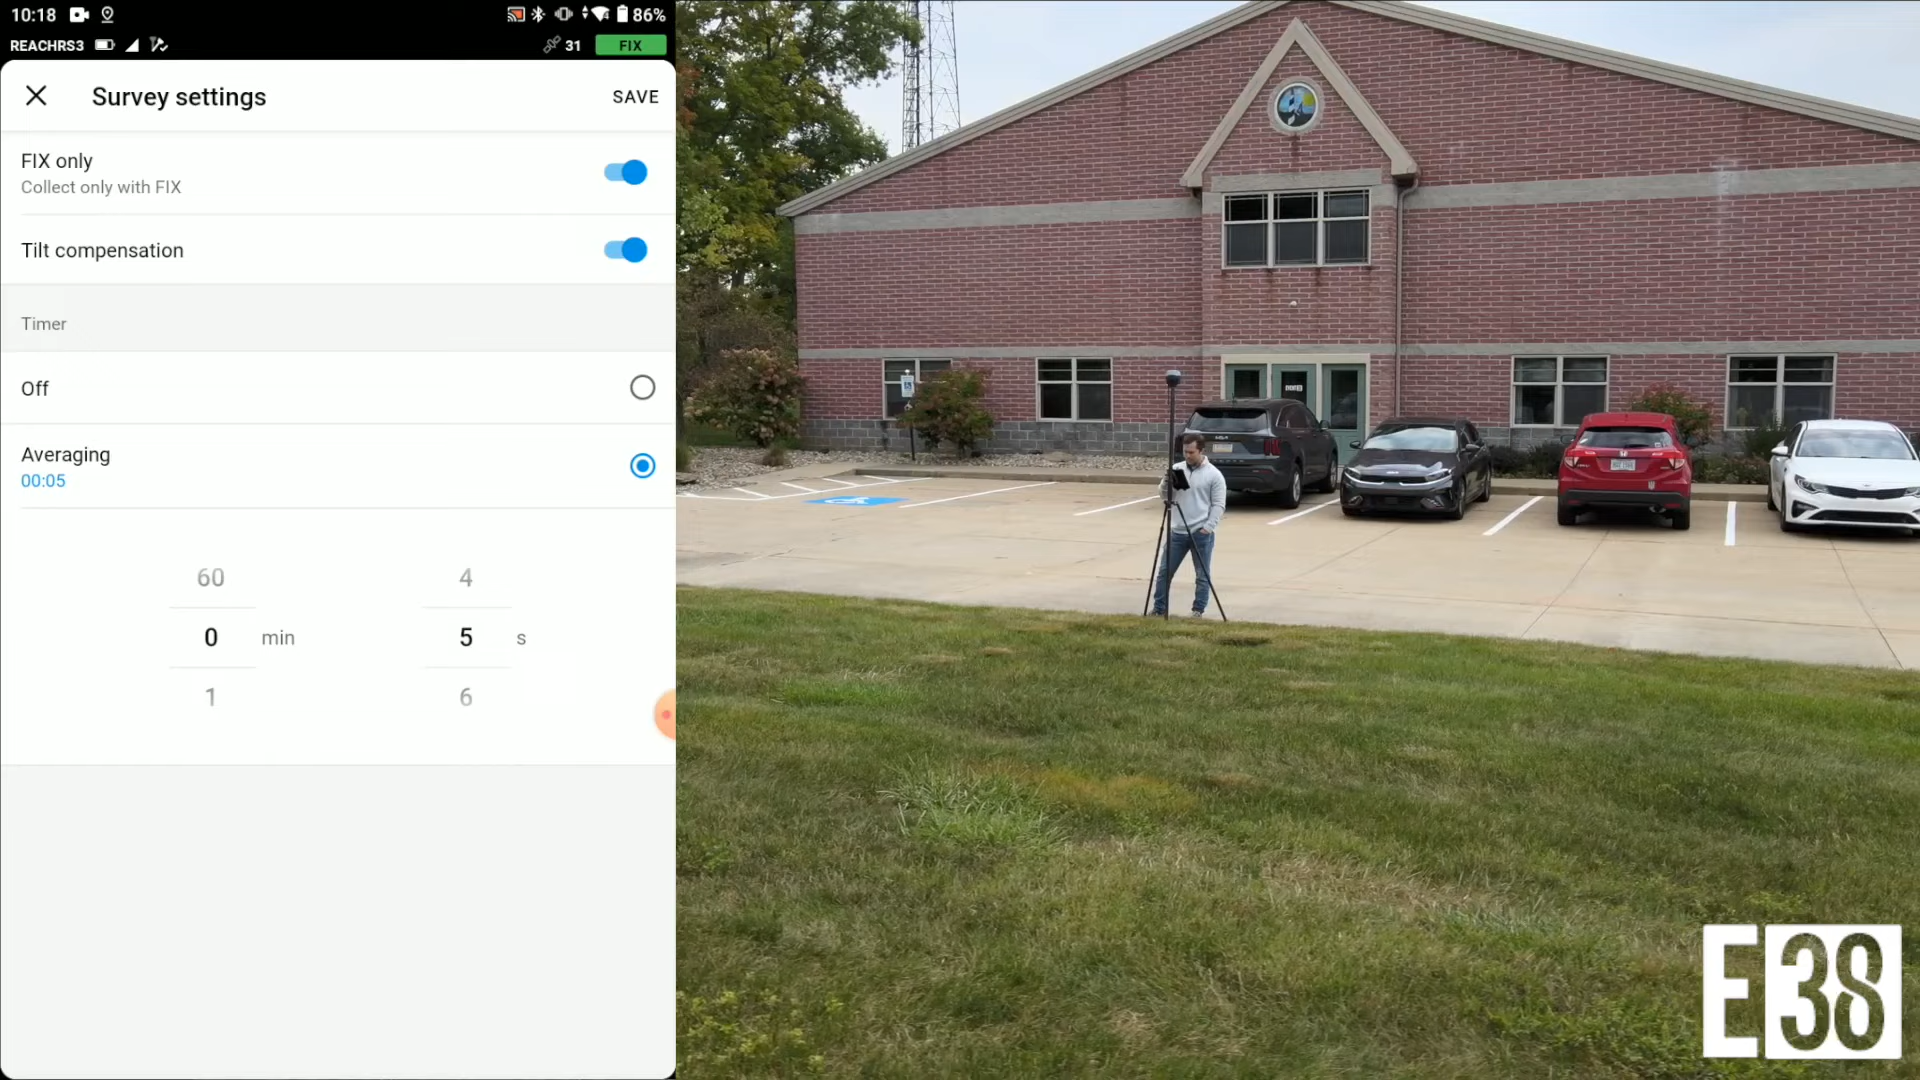 10:18 86%
REACHRS3 31 FIX
Survey settings SAVE
FIX only
Collect only with FIX
Tilt compensation
Timer
Off
Averaging
00:05
60 4
0 min 5 s
1 6
E38